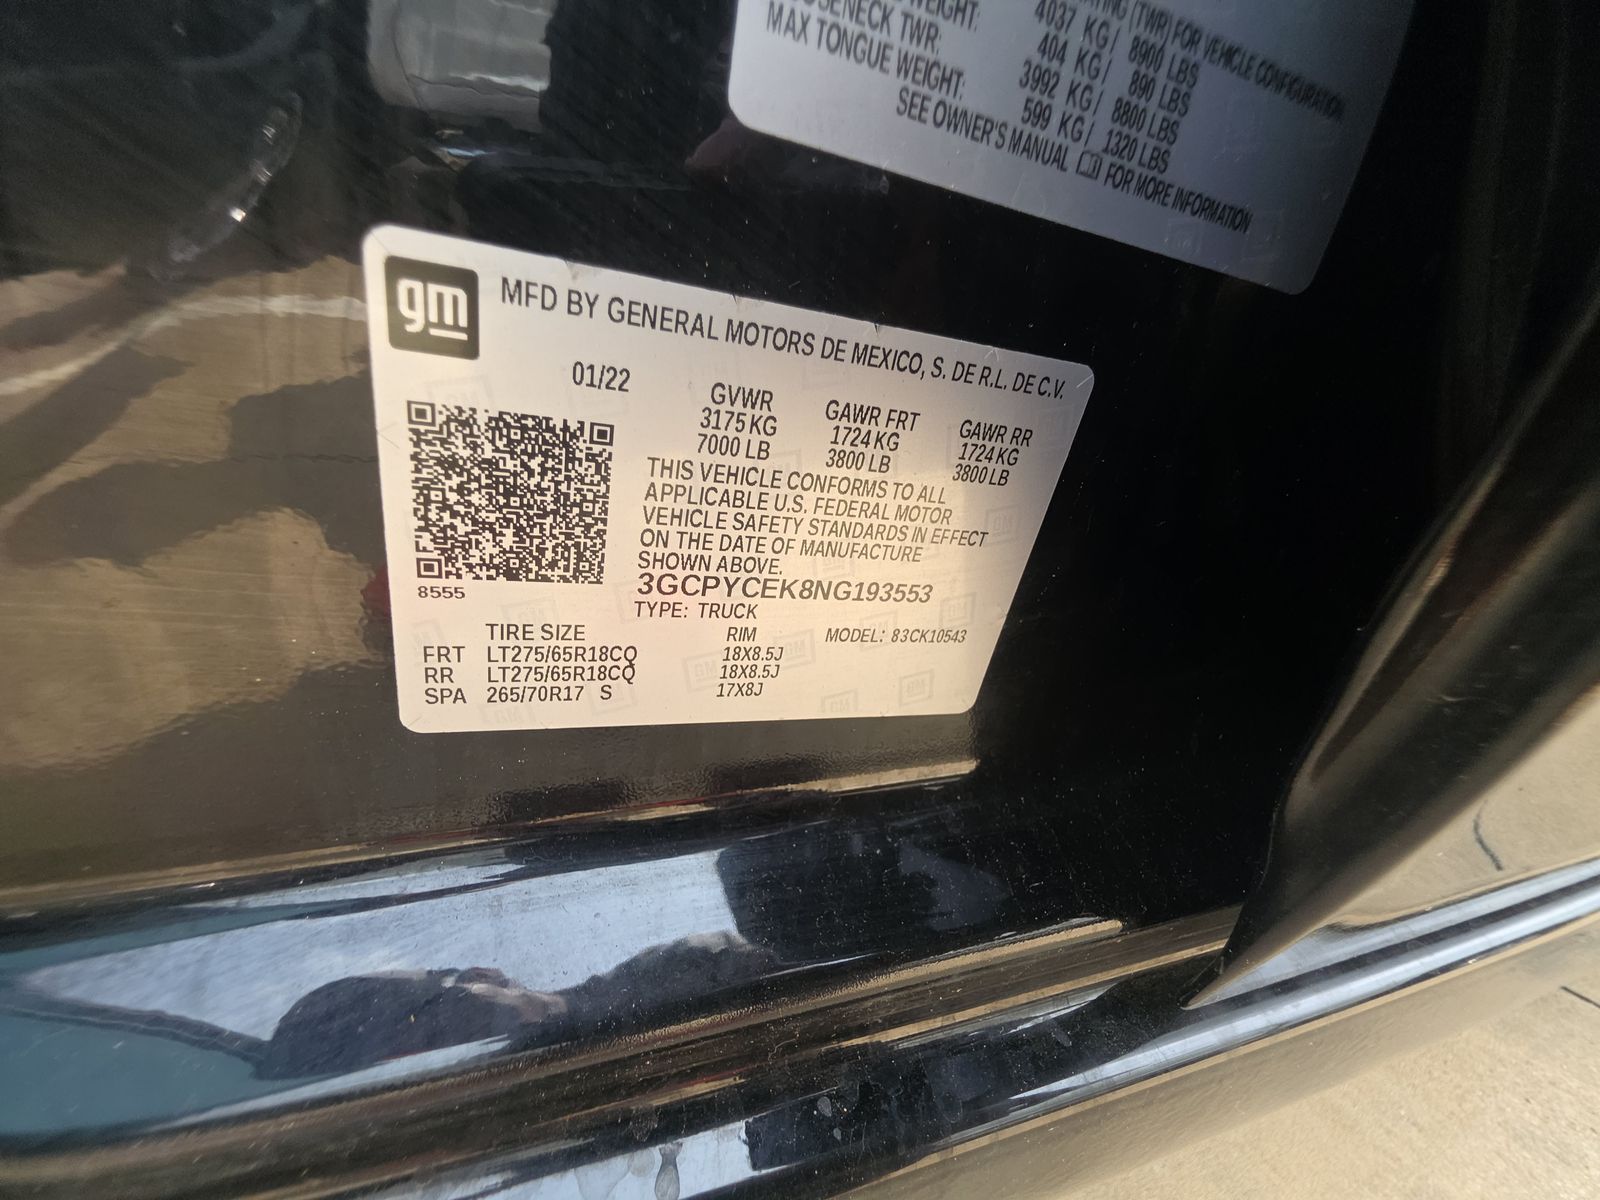 (TWR) FOR VEHICLE CONFIGURATION
WEIGHT: 4037 KG/ 8900 LBS
404 KG/ 890 LBS
GOOSENECK TWR: 3992 KG/ 8800 LBS
MAX TONGUE WEIGHT: 599 KG/ 1320 LBS
SEE OWNER'S MANUAL FOR MORE INFORMATION
gm
MFD BY GENERAL MOTORS DE MEXICO, S. DE R.L. DE C.V.
01/22
GVWR GAWR FRT GAWR RR
3175 KG 1724 KG 1724 KG
7000 LB 3800 LB 3800 LB
THIS VEHICLE CONFORMS TO ALL
APPLICABLE U.S. FEDERAL MOTOR
VEHICLE SAFETY STANDARDS IN EFFECT
ON THE DATE OF MANUFACTURE
SHOWN ABOVE.
8555
3GCPYCEK8NG193553
TYPE: TRUCK
TIRE SIZE RIM MODEL: 83CK10543
FRT LT275/65R18CQ 18X8.5J
RR LT275/65R18CQ 18X8.5J
SPA 265/70R17 S 17X8J